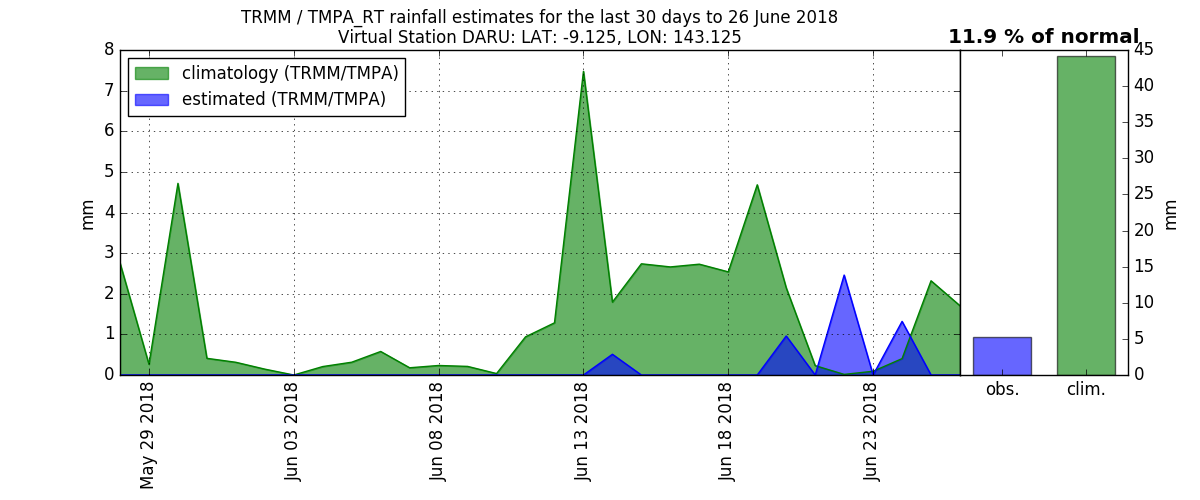 TRMM / TMPA_RT rainfall estimates for the last 30 days to 26 June 2018
Virtual Station DARU: LAT: -9.125, LON: 143.125
11.9 % of normal
climatology (TRMM/TMPA)
estimated (TRMM/TMPA)
mm
8
7
6
5
4
3
2
1
0
May 29 2018
Jun 03 2018
Jun 08 2018
Jun 13 2018
Jun 18 2018
Jun 23 2018
45
40
35
30
25
20
15
10
5
0
mm
obs.
clim.